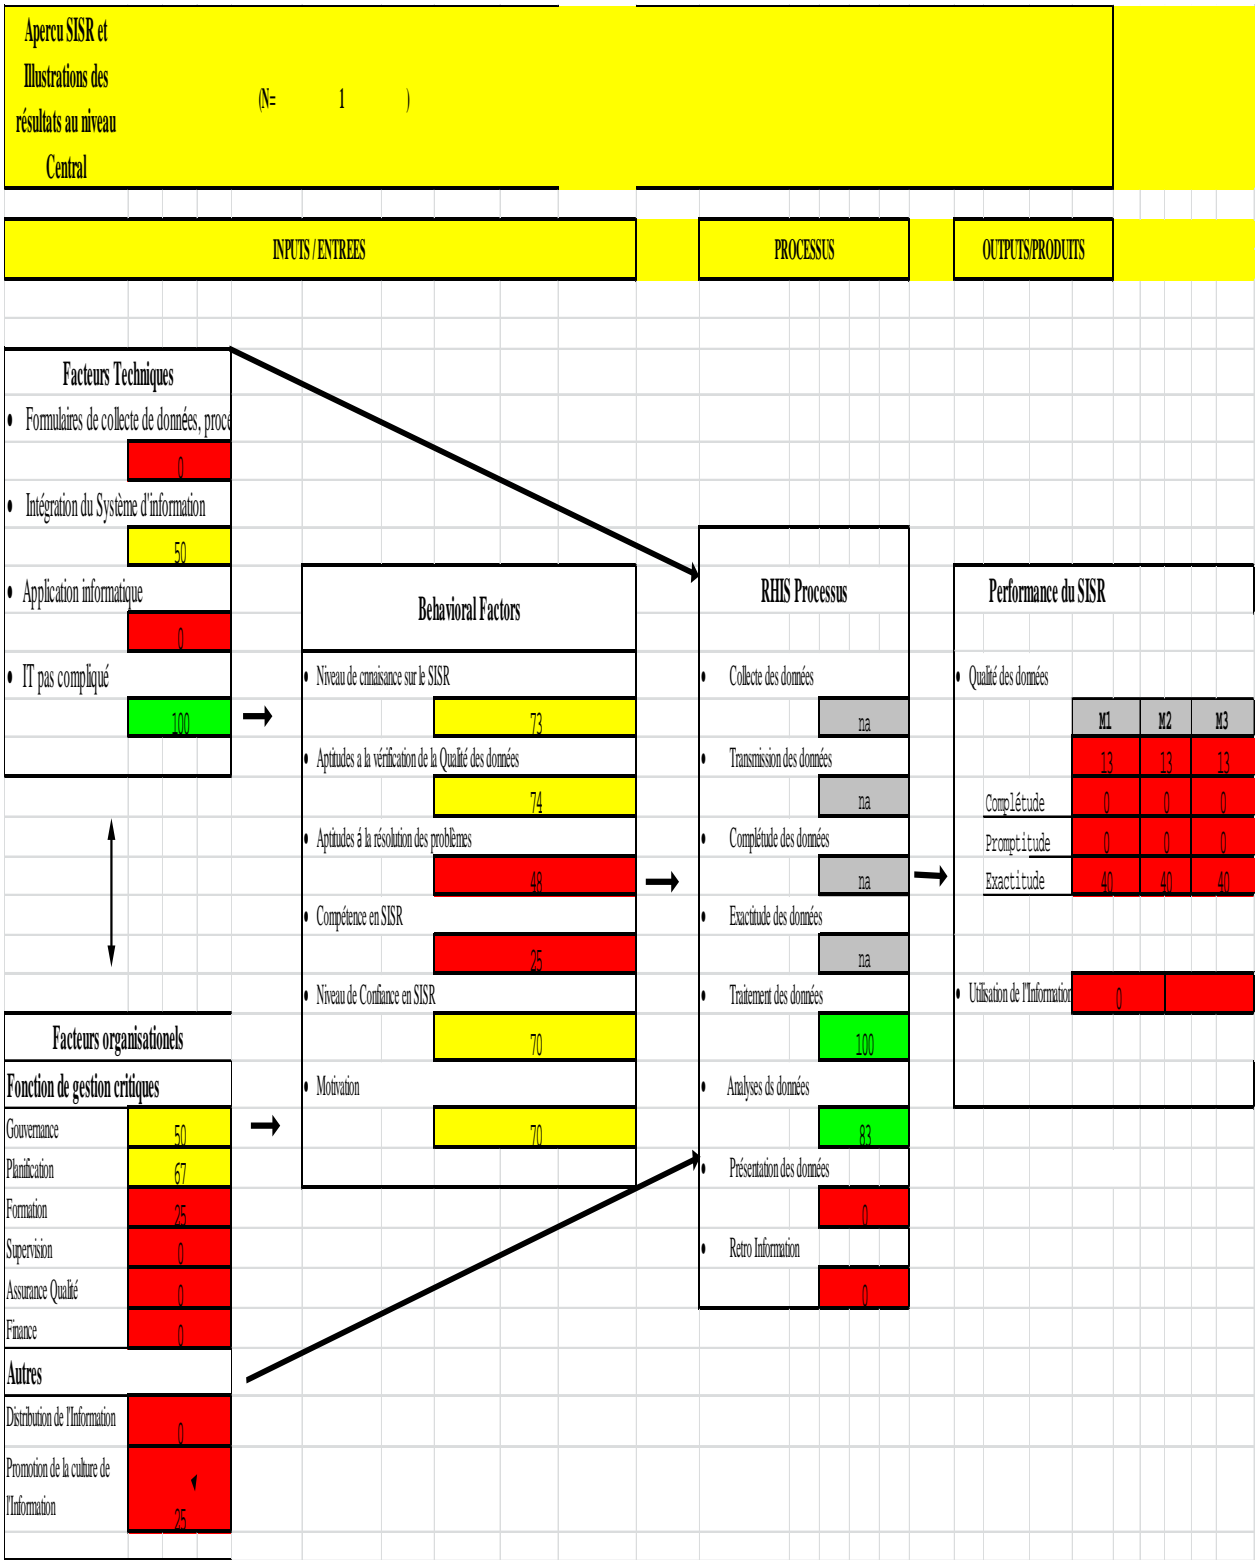 Apercu SISR et
Illustrations des
résultats au niveau
Central
(N= 1 )
INPUTS / ENTREES
PROCESSUS
OUTPUTS/PRODUITS
Facteurs Techniques
• Formulaires de collecte de données, proce
0
• Intégration du Système d'information
50
• Application informatique
0
• IT pas compliqué
100
Behavioral Factors
• Niveau de cnnaisance sur le SISR
73
• Aptitudes a la vérification de la Qualité des données
74
• Aptitudes á la résolution des problèmes
48
• Compétence en SISR
25
• Niveau de Confiance en SISR
70
• Motivation
70
RHIS Processus
• Collecte des données
na
• Transmission des données
na
• Complétude des données
na
• Exactitude des données
na
• Traitement des données
100
• Analyses ds données
83
• Présentation des données
0
• Retro Information
0
Performance du SISR
• Qualité des données
M1 M2 M3
13 13 13
Complétude 0 0 0
Promptitude 0 0 0
Exactitude 40 40 40
• Utilisation de l"Information 0
Facteurs organisationels
Fonction de gestion critiques
Gouvernance 50
Planification 67
Formation 25
Supervision 0
Assurance Qualité 0
Finance 0
Autres
Distribution de l'Information 0
Promotion de la culture de
l'Information 25